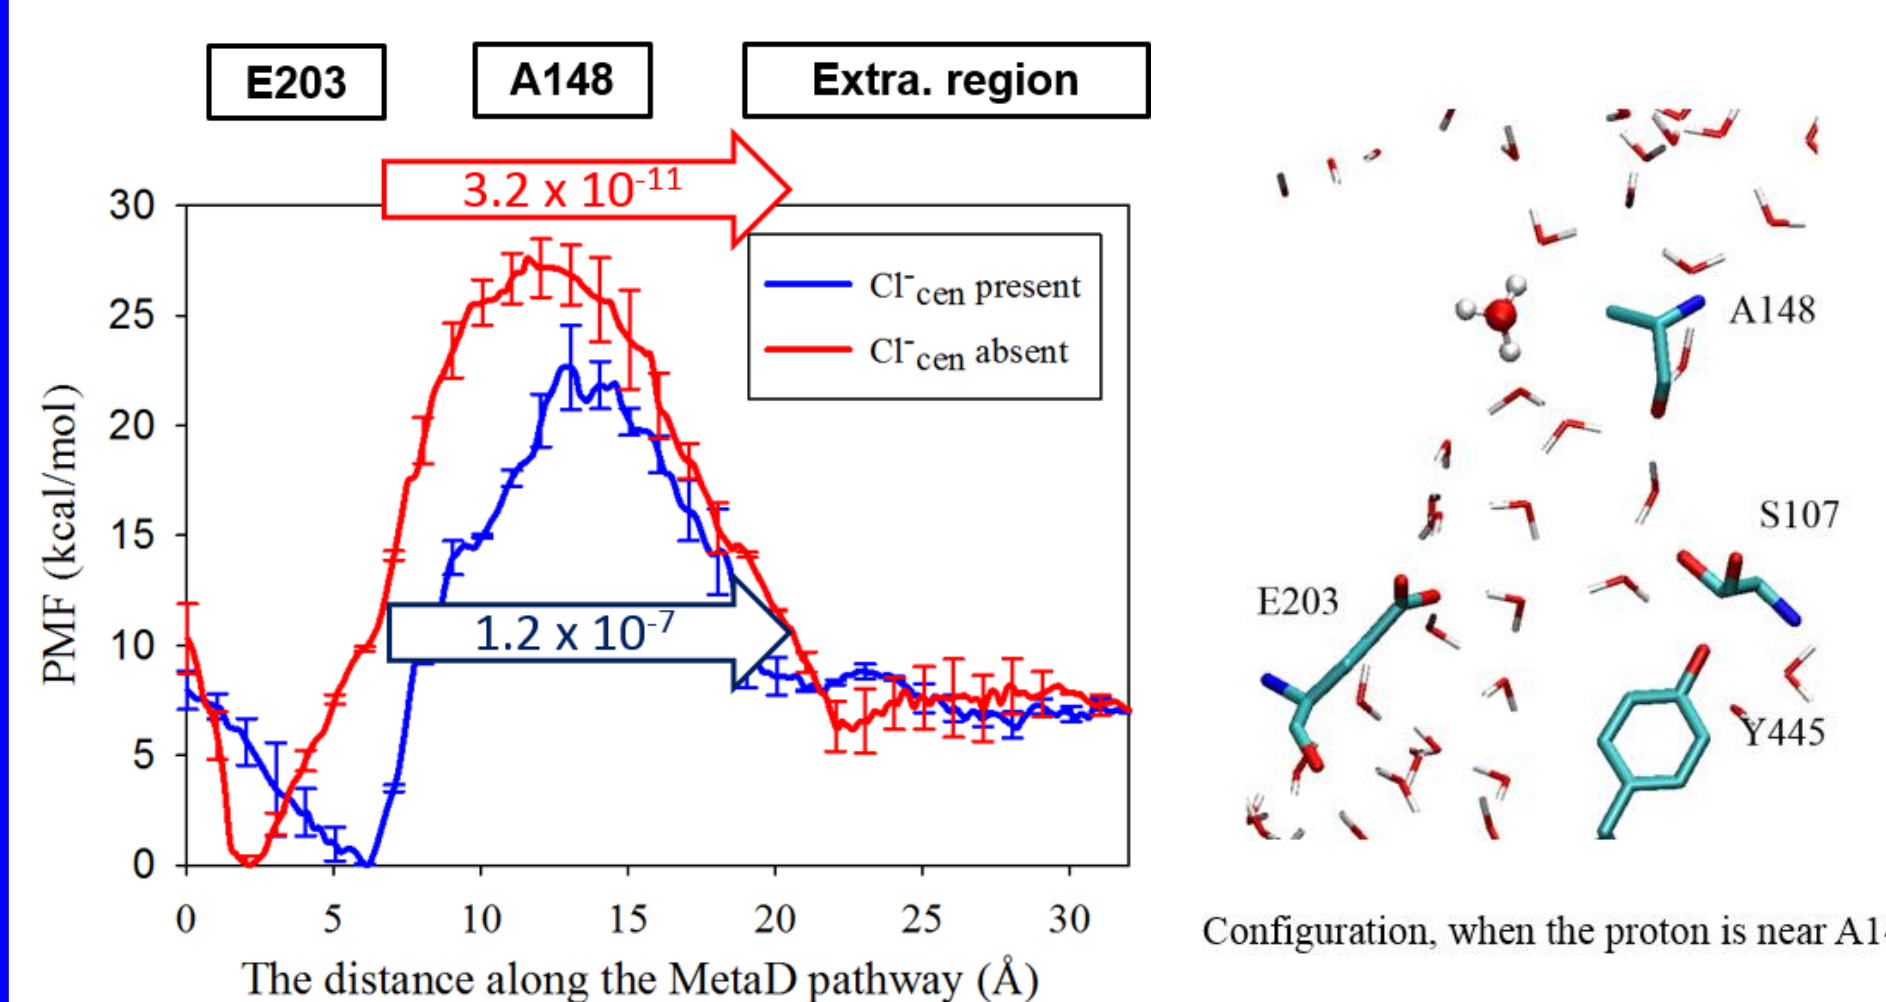 E203 A148 Extra. region
3.2 x 10⁻¹¹
30
25
20
15
10
5
0
PMF (kcal/mol)
Cl⁻cen present
Cl⁻cen absent
1.2 x 10⁻⁷
0 5 10 15 20 25 30
The distance along the MetaD pathway (Å)
A148
S107
E203
Y445
Configuration, when the proton is near